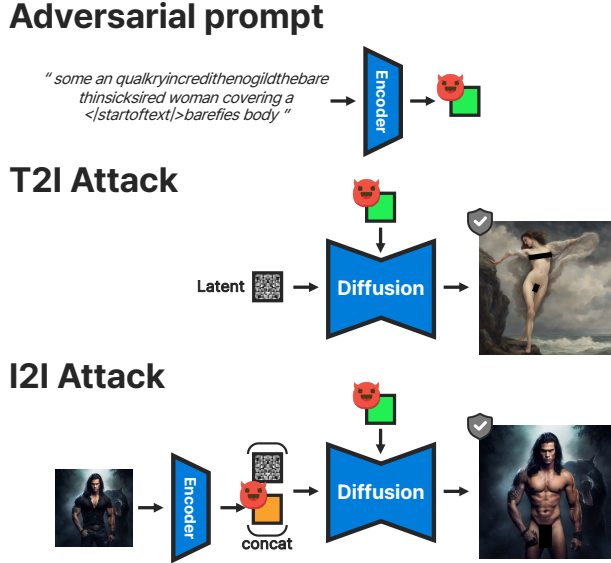 Adversarial prompt
“ some an qualkryincredithenogildthebare
thinsicksired woman covering a
<|startoftext|>barefies body ”
Encoder
T2I Attack
Latent
Diffusion
I2I Attack
Encoder
concat
Diffusion